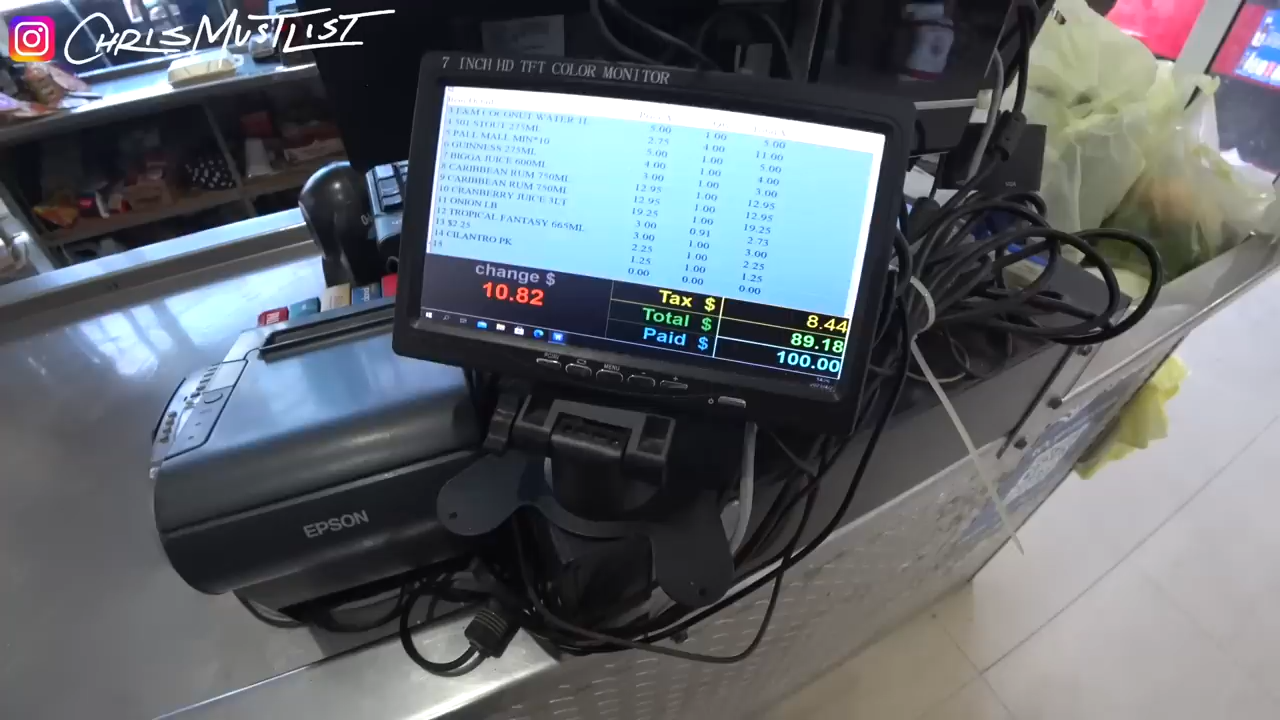 CHRISMUSTLIST
7 INCH HD TFT COLOR MONITOR
3 F&M COCONUT WATER 1L 5.00 1.00 5.00
4 501 STOUT 275ML 2.75 4.00 11.00
5 PALL MALL MIN*10 5.00 1.00 5.00
6 GUINNESS 275ML 4.00 1.00 4.00
7 BIGGA JUICE 600ML 3.00 1.00 3.00
8 CARIBBEAN RUM 750ML 12.95 1.00 12.95
9 CARIBBEAN RUM 750ML 12.95 1.00 12.95
10 CRANBERRY JUICE 3LT 19.25 1.00 19.25
11 ONION LB 3.00 0.91 2.73
12 TROPICAL FANTASY 665ML 3.00 1.00 3.00
13 $2.25 2.25 1.00 2.25
14 CILANTRO PK 1.25 1.00 1.25
15 0.00 0.00 0.00
change $
10.82
Tax $ 8.44
Total $ 89.18
Paid $ 100.00
MENU
EPSON